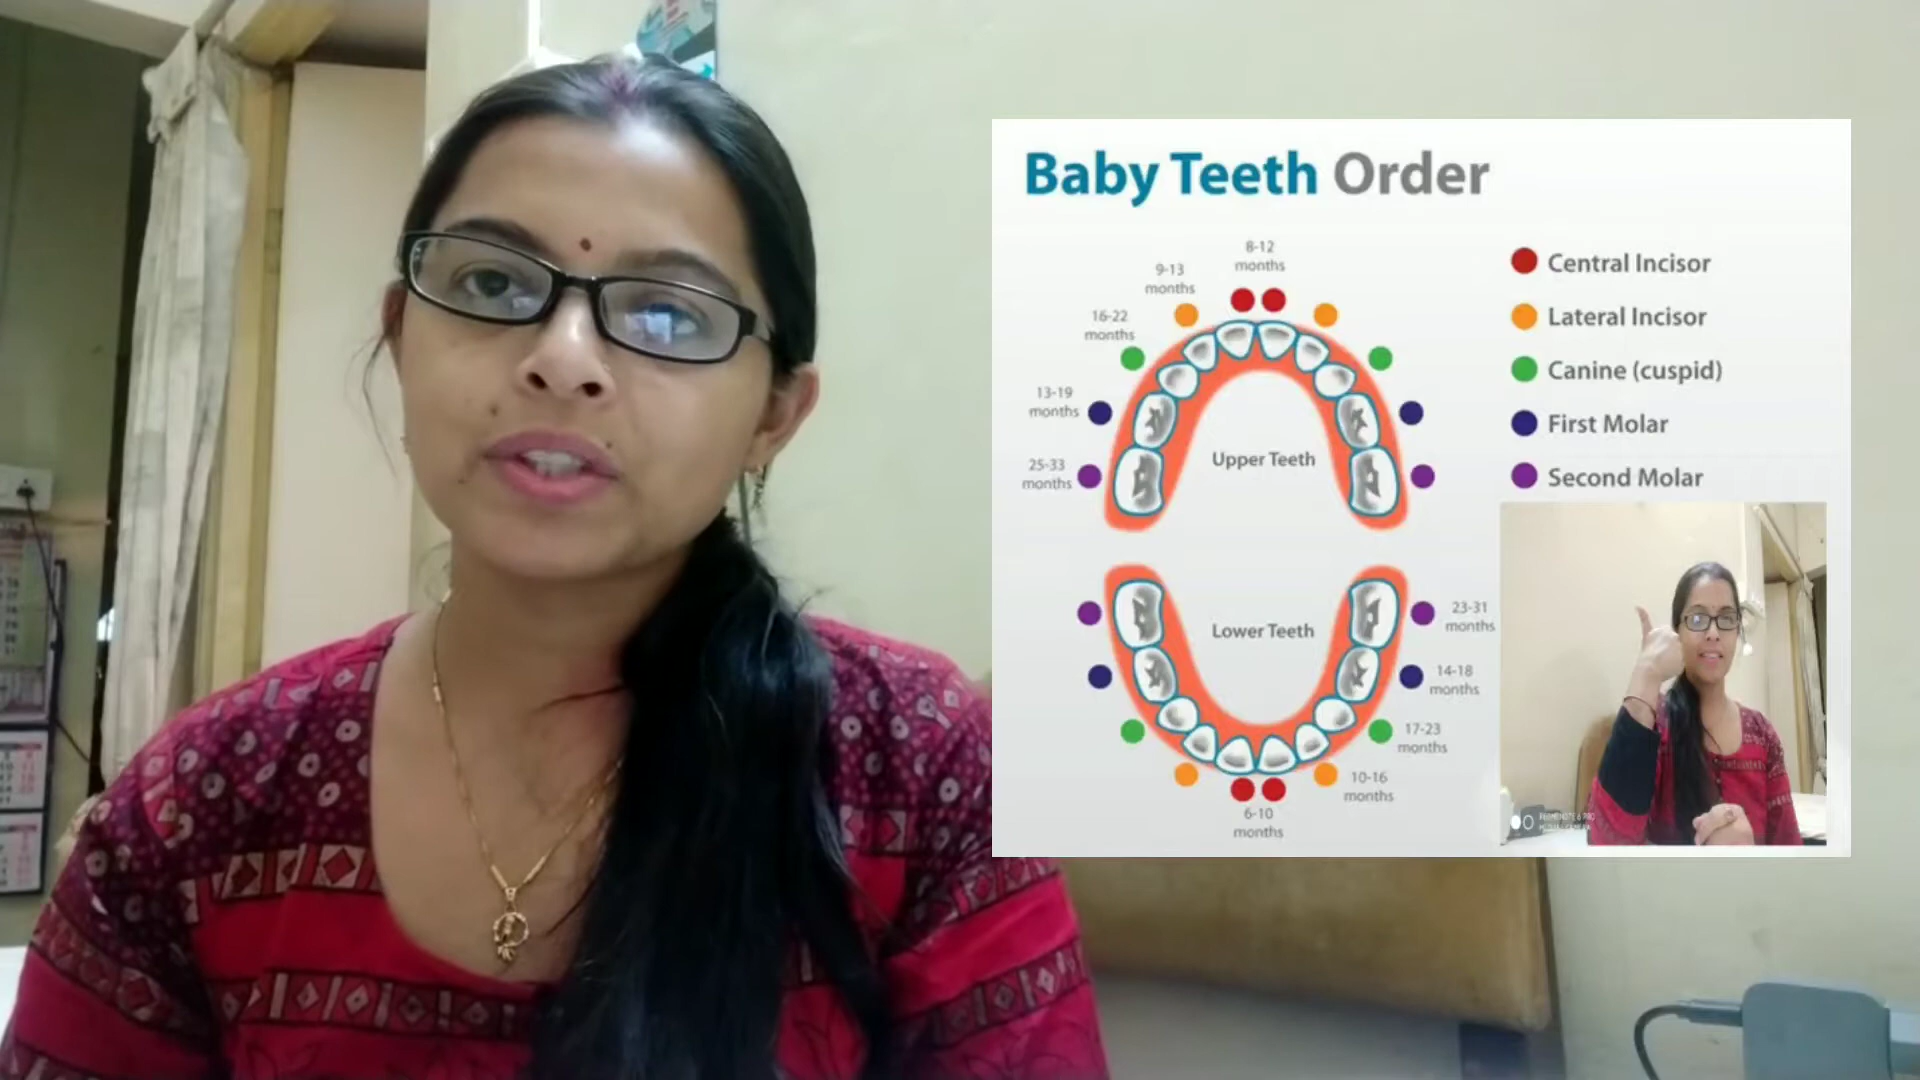 Baby Teeth Order
8-12
months
9-13
months
16-22
months
13-19
months
25-33
months
Central Incisor
Lateral Incisor
Canine (cuspid)
First Molar
Second Molar
Upper Teeth
Lower Teeth
23-31
months
14-18
months
17-23
months
10-16
months
6-10
months